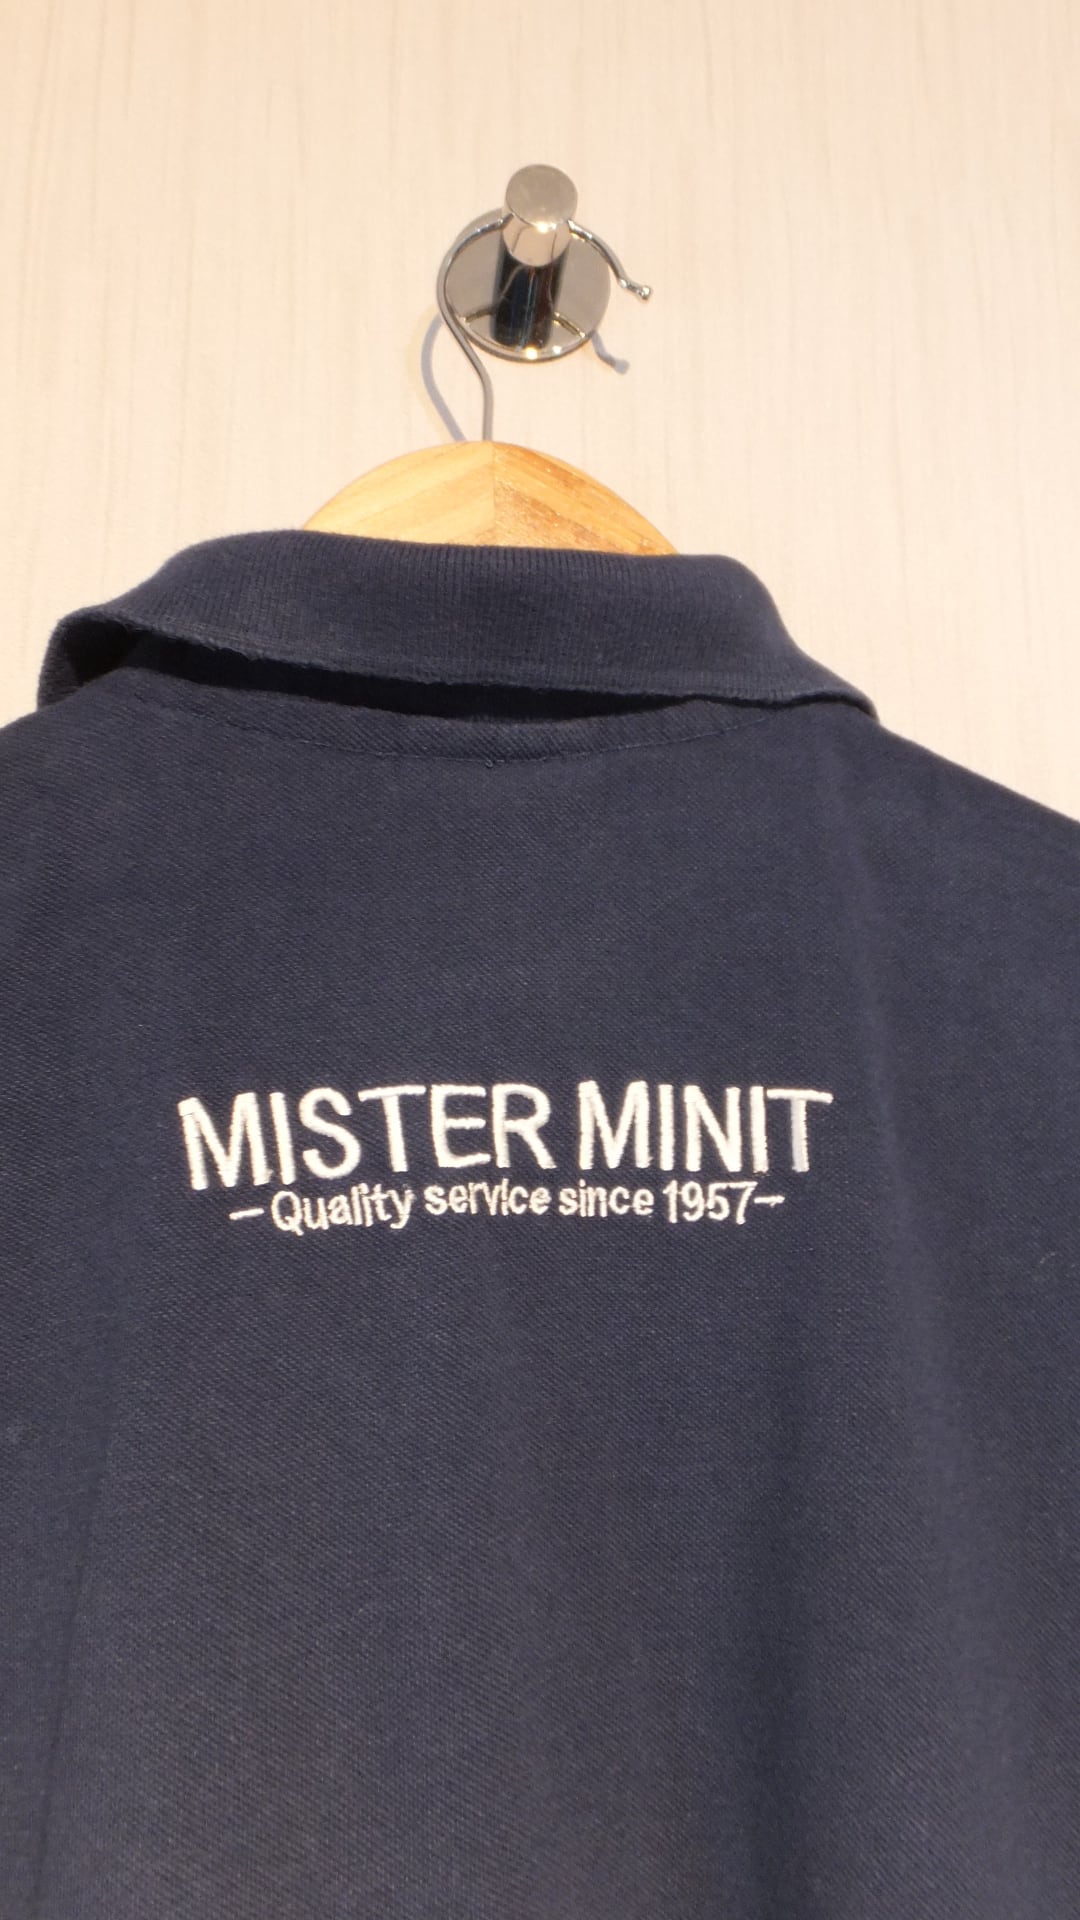 MISTER MINIT
-Quality service since 1957-